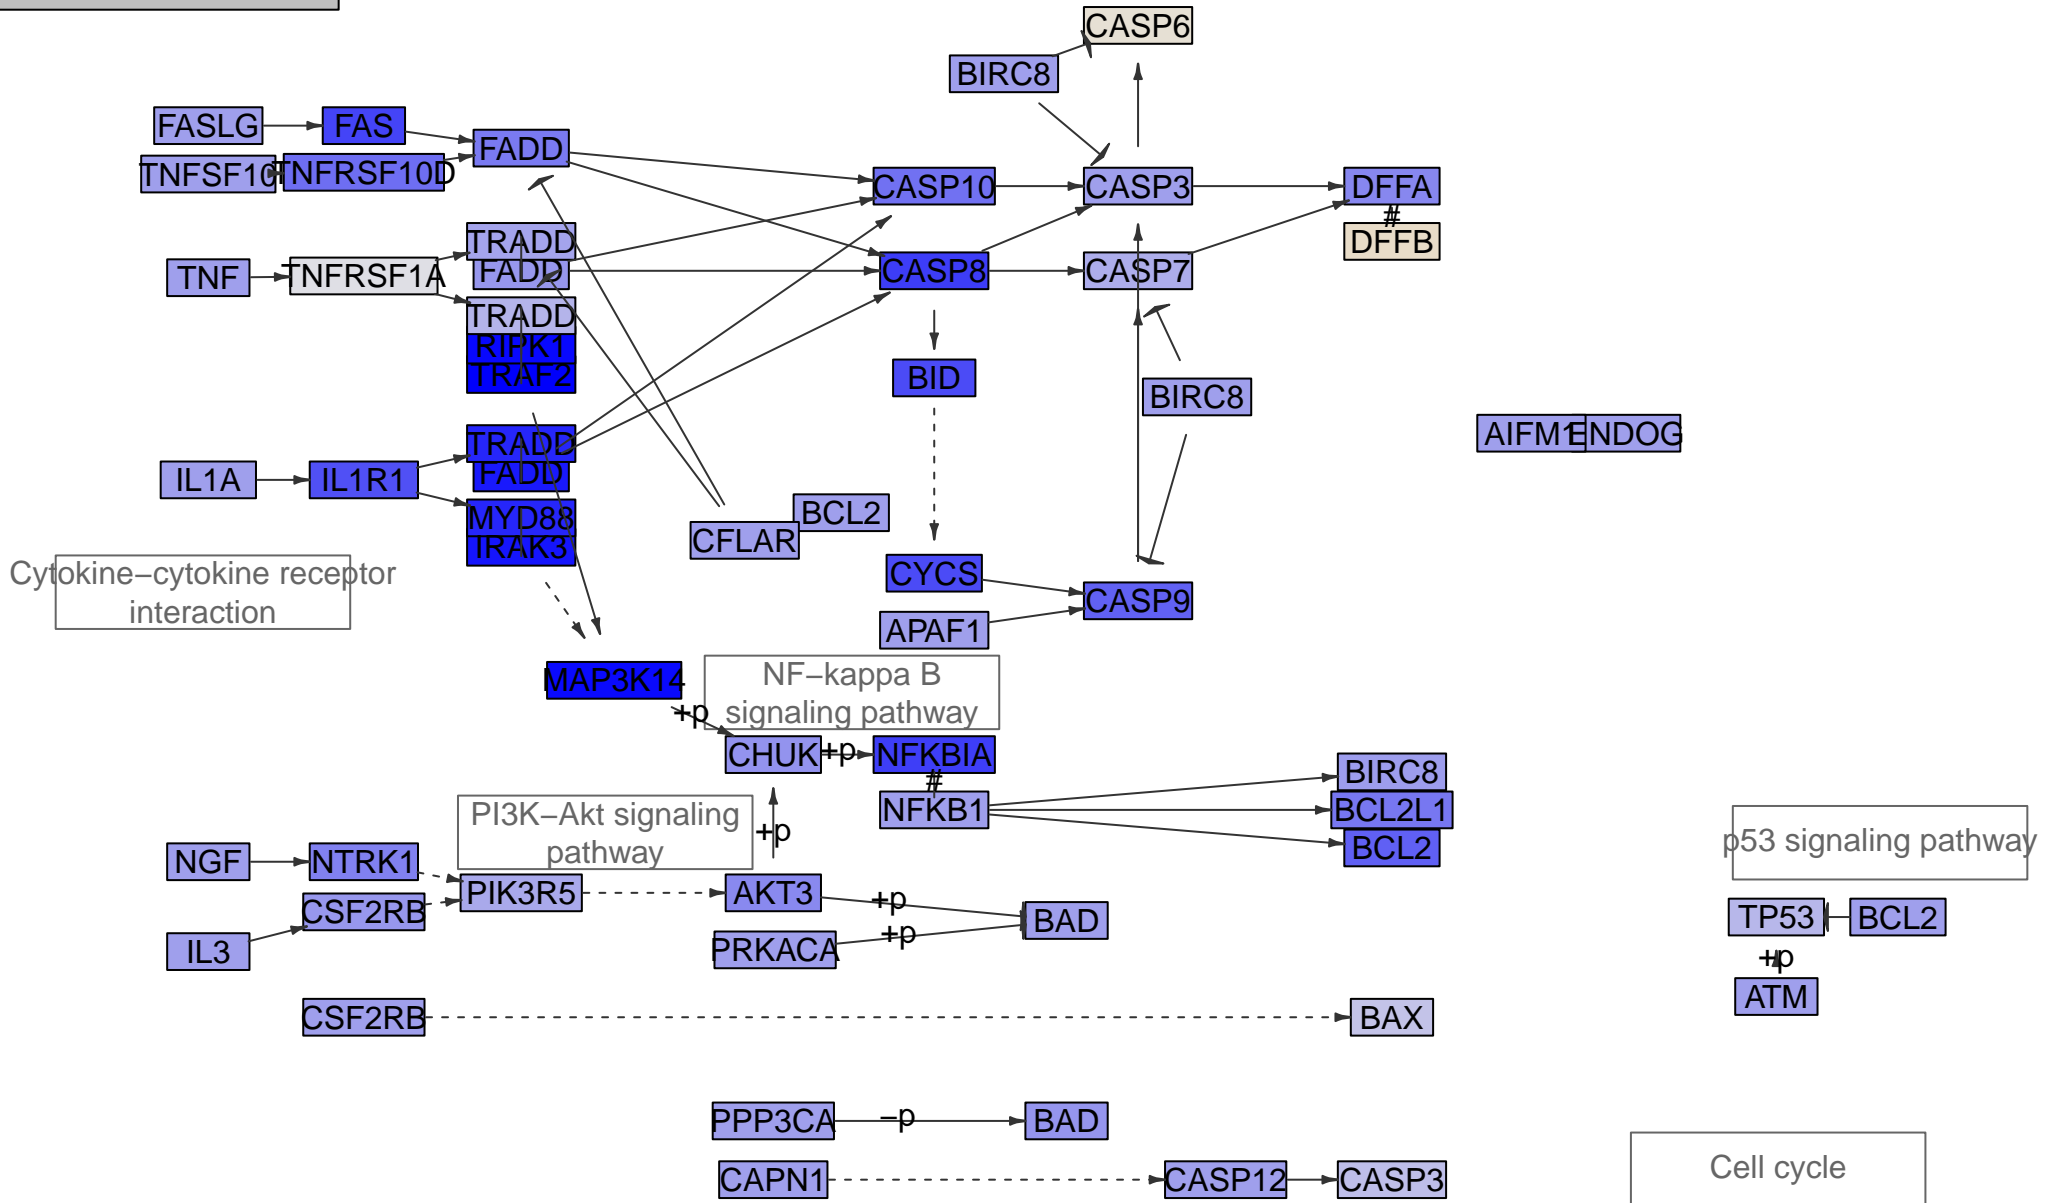 CASP6
BIRC8
FASLG
FAS
FADD
TNFSF10
TNFRSF10D
CASP10
CASP3
DFFA
#
DFFB
TRADD
FADD
TNF
TNFRSF1A
CASP8
CASP7
TRADD
RIPK1
TRAF2
BID
BIRC8
TRADD
FADD
AIFM1
ENDOG
IL1A
IL1R1
MYD88
IRAK3
BCL2
CFLAR
Cytokine−cytokine receptor
interaction
CYCS
CASP9
APAF1
MAP3K14
NF−kappa B
signaling pathway
+p
CHUK
+p
NFKBIA
#
NFKB1
BIRC8
BCL2L1
BCL2
PI3K−Akt signaling
pathway
+p
p53 signaling pathway
NGF
NTRK1
PIK3R5
AKT3
+p
BAD
CSF2RB
+p
IL3
PRKACA
TP53
BCL2
+p
ATM
CSF2RB
BAX
PPP3CA
−p
BAD
CAPN1
CASP12
CASP3
Cell cycle